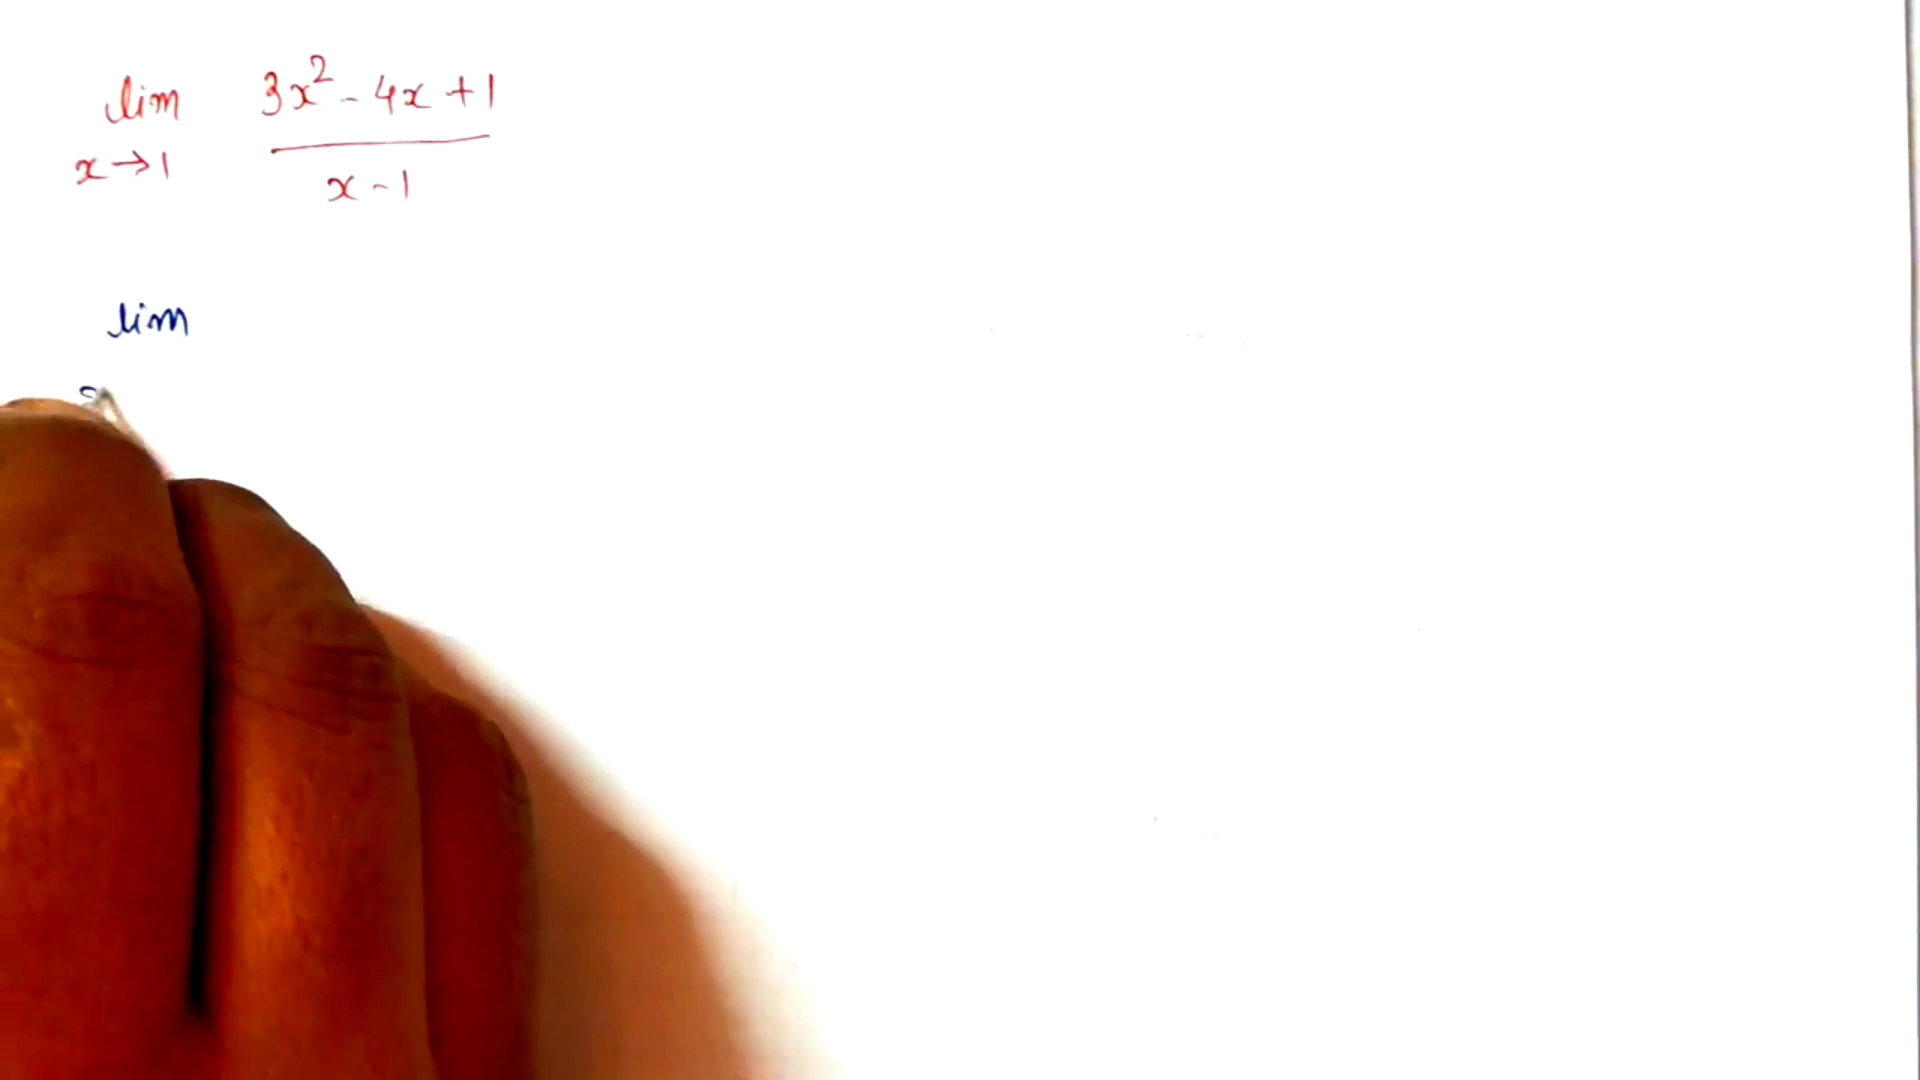 lim 3x² - 4x + 1
x→1 x - 1
lim